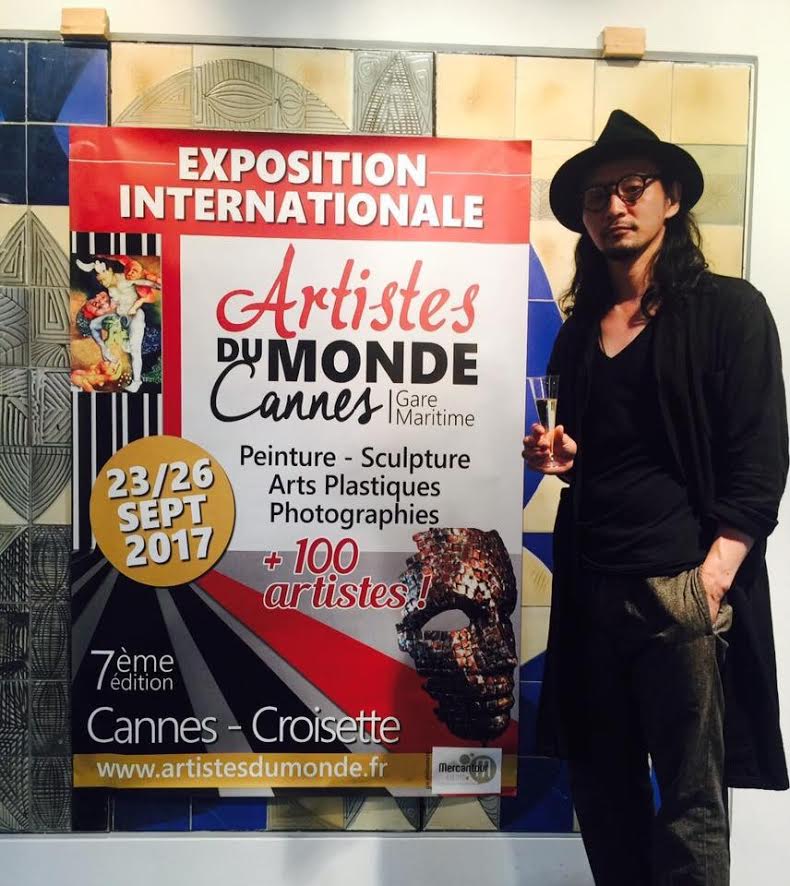 EXPOSITION
INTERNATIONALE
Artistes
DU MONDE
Cannes
Gare
Maritime
Peinture - Sculpture
Arts Plastiques
Photographies
23/26
SEPT
2017
+ 100
artistes !
7ème
édition
Cannes - Croisette
www.artistesdumonde.fr
Mercantour